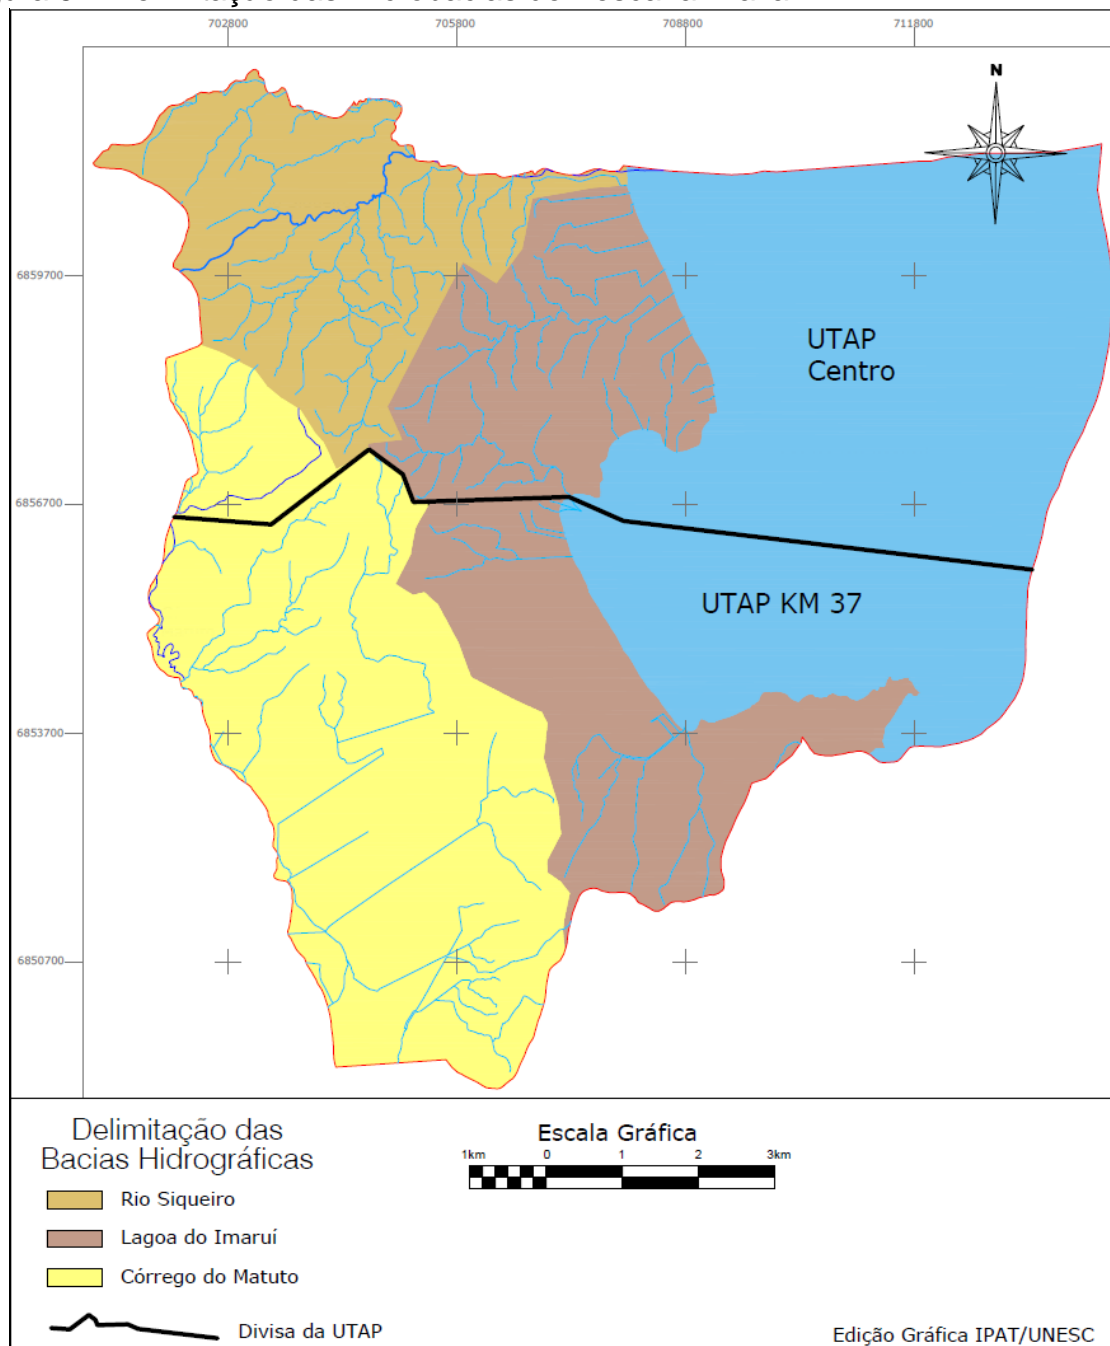 702800 705800 708800 711800
N
6859700
UTAP
Centro
6856700
UTAP KM 37
6853700
6850700
Delimitação das
Bacias Hidrográficas
Rio Siqueiro
Lagoa do Imaruí
Córrego do Matuto
Divisa da UTAP
Escala Gráfica
1km 0 1 2 3km
Edição Gráfica IPAT/UNESC